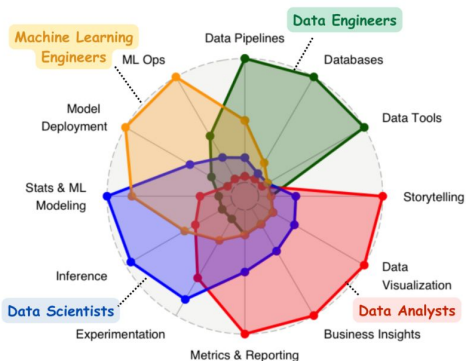 Data Pipelines
Data Engineers
Machine Learning
Engineers
ML Ops
Databases
Model
Deployment
Data Tools
Stats & ML
Modeling
Storytelling
Inference
Data
Visualization
Data Scientists
Data Analysts
Experimentation
Business Insights
Metrics & Reporting